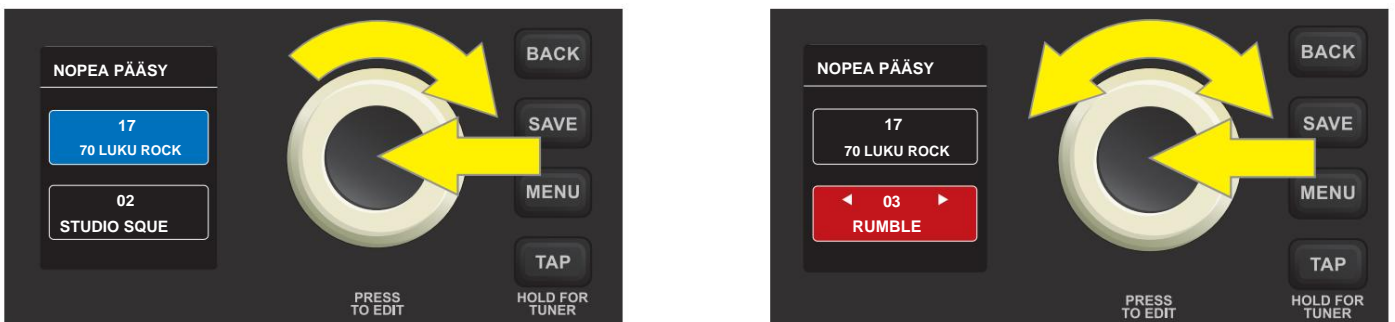 NOPEA PÄÄSY
17
70 LUKU ROCK
02
STUDIO SQUE
BACK
SAVE
MENU
TAP
PRESS
TO EDIT
HOLD FOR
TUNER
NOPEA PÄÄSY
17
70 LUKU ROCK
◄ 03 ►
RUMBLE
BACK
SAVE
MENU
TAP
PRESS
TO EDIT
HOLD FOR
TUNER